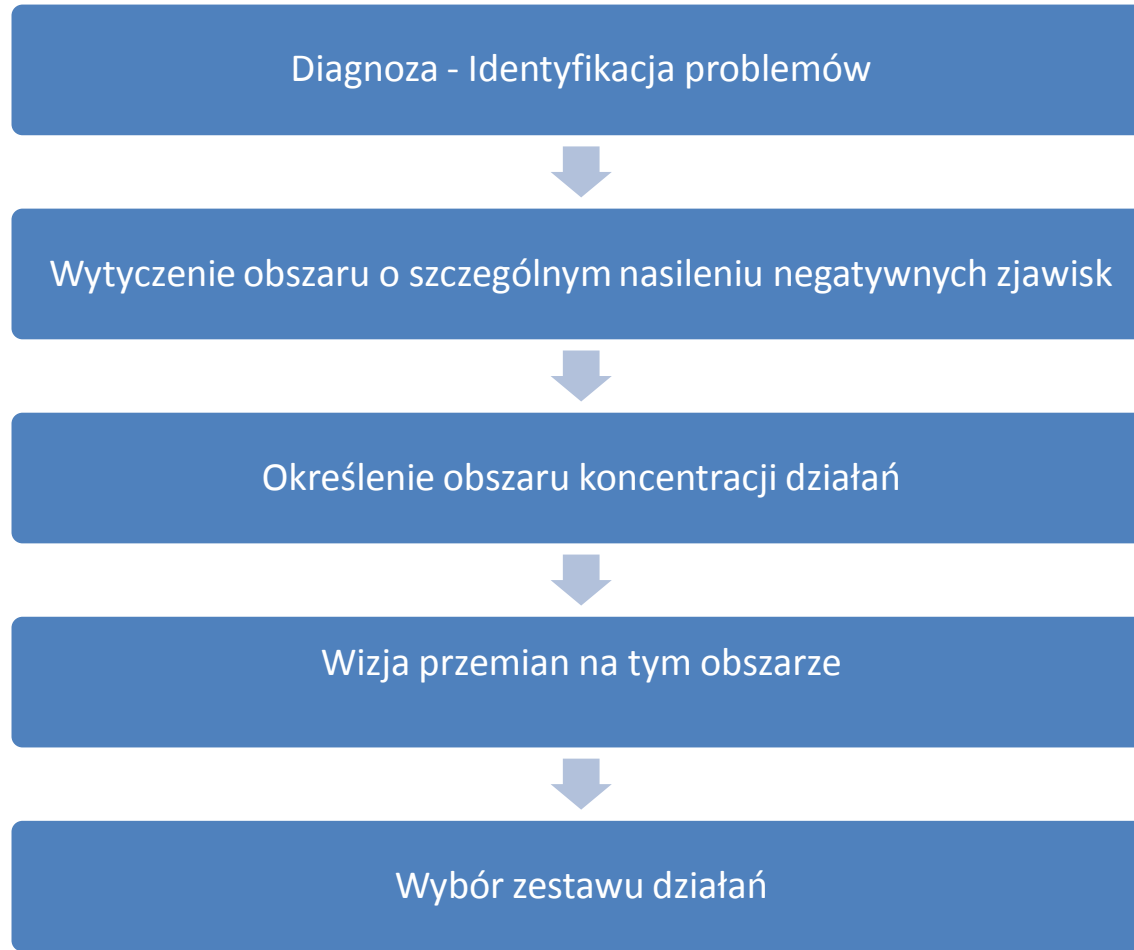 Diagnoza - Identyfikacja problemów
Wytyczenie obszaru o szczególnym nasileniu negatywnych zjawisk
Określenie obszaru koncentracji działań
Wizja przemian na tym obszarze
Wybór zestawu działań